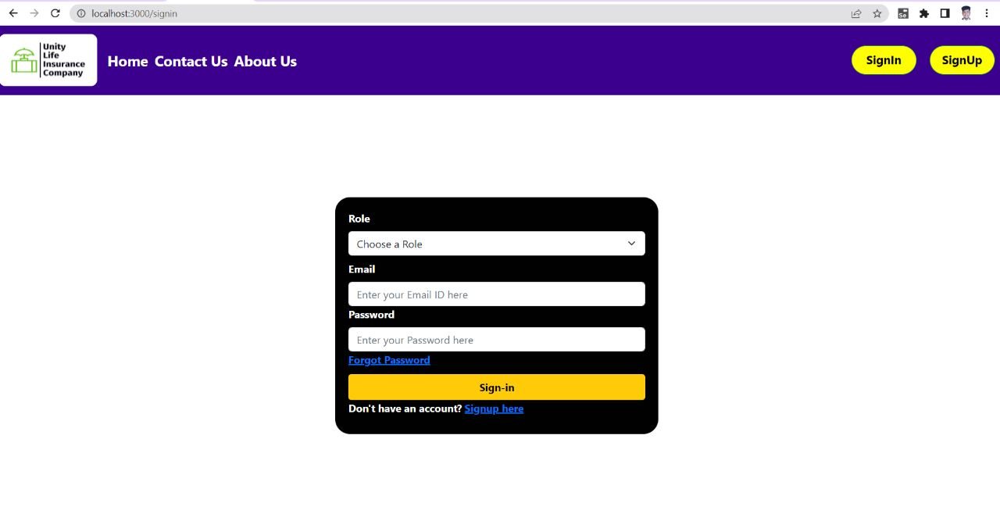 localhost:3000/signin
Se
Unity
Life
Insurance
Company
Home Contact Us About Us
SignIn
SignUp
Role
Choose a Role
Email
Enter your Email ID here
Password
Enter your Password here
Forgot Password
Sign-in
Don't have an account? Signup here